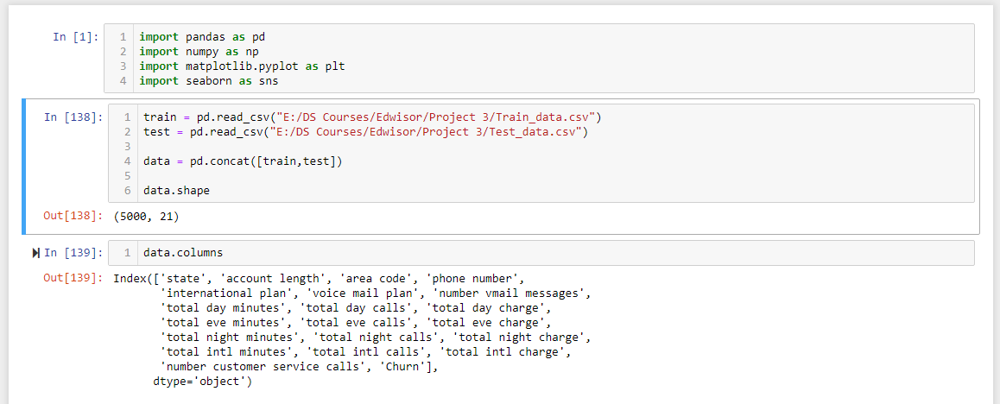 In [1]:
1 import pandas as pd
2 import numpy as np
3 import matplotlib.pyplot as plt
4 import seaborn as sns
In [138]:
1 train = pd.read_csv("E:/DS Courses/Edwisor/Project 3/Train_data.csv")
2 test = pd.read_csv("E:/DS Courses/Edwisor/Project 3/Test_data.csv")
3
4 data = pd.concat([train,test])
5
6 data.shape
Out[138]: (5000, 21)
In [139]:
1 data.columns
Out[139]: Index(['state', 'account length', 'area code', 'phone number',
'international plan', 'voice mail plan', 'number vmail messages',
'total day minutes', 'total day calls', 'total day charge',
'total eve minutes', 'total eve calls', 'total eve charge',
'total night minutes', 'total night calls', 'total night charge',
'total intl minutes', 'total intl calls', 'total intl charge',
'number customer service calls', 'Churn'],
dtype='object')